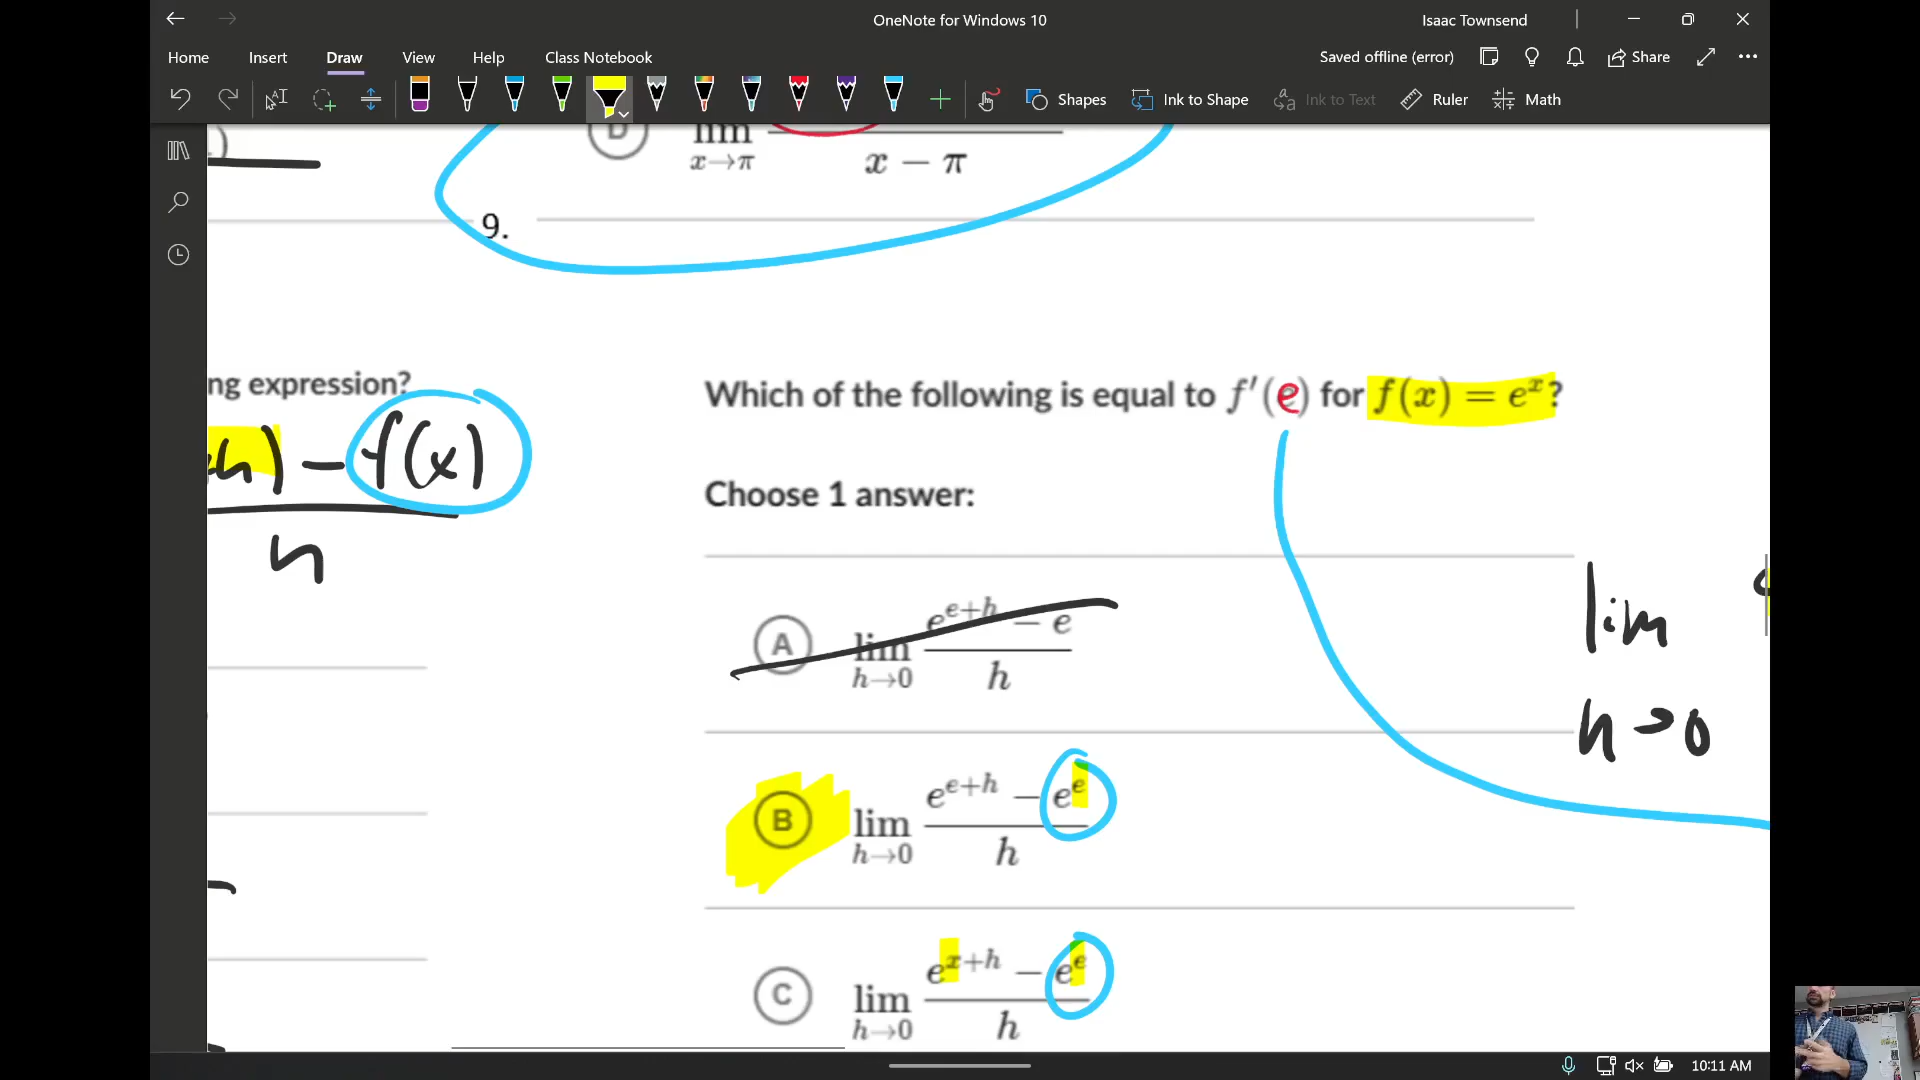 OneNote for Windows 10
Isaac Townsend
Home Insert Draw View Help Class Notebook
Saved offline (error) Share
Shapes Ink to Shape Ink to Text Ruler Math
D lim
x→π x − π
9.
ng expression?
h) − f(x)
h
Which of the following is equal to f′(e) for f(x) = eˣ?
Choose 1 answer:
A lim h→0 e^{e+h} − e / h
lim
h→0
B lim h→0 e^{e+h} − e^e / h
C lim h→0 e^{x+h} − e^e / h
10:11 AM